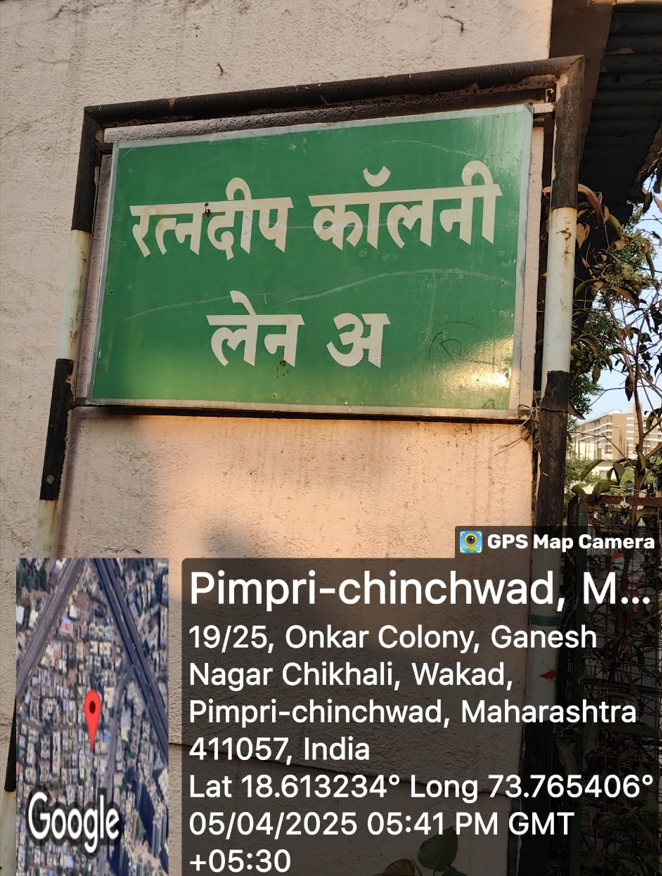 रत्नदीप कॉलनी
लेन अ
GPS Map Camera
Pimpri-chinchwad, M...
19/25, Onkar Colony, Ganesh
Nagar Chikhali, Wakad,
Pimpri-chinchwad, Maharashtra
411057, India
Lat 18.613234° Long 73.765406°
05/04/2025 05:41 PM GMT
+05:30
Google